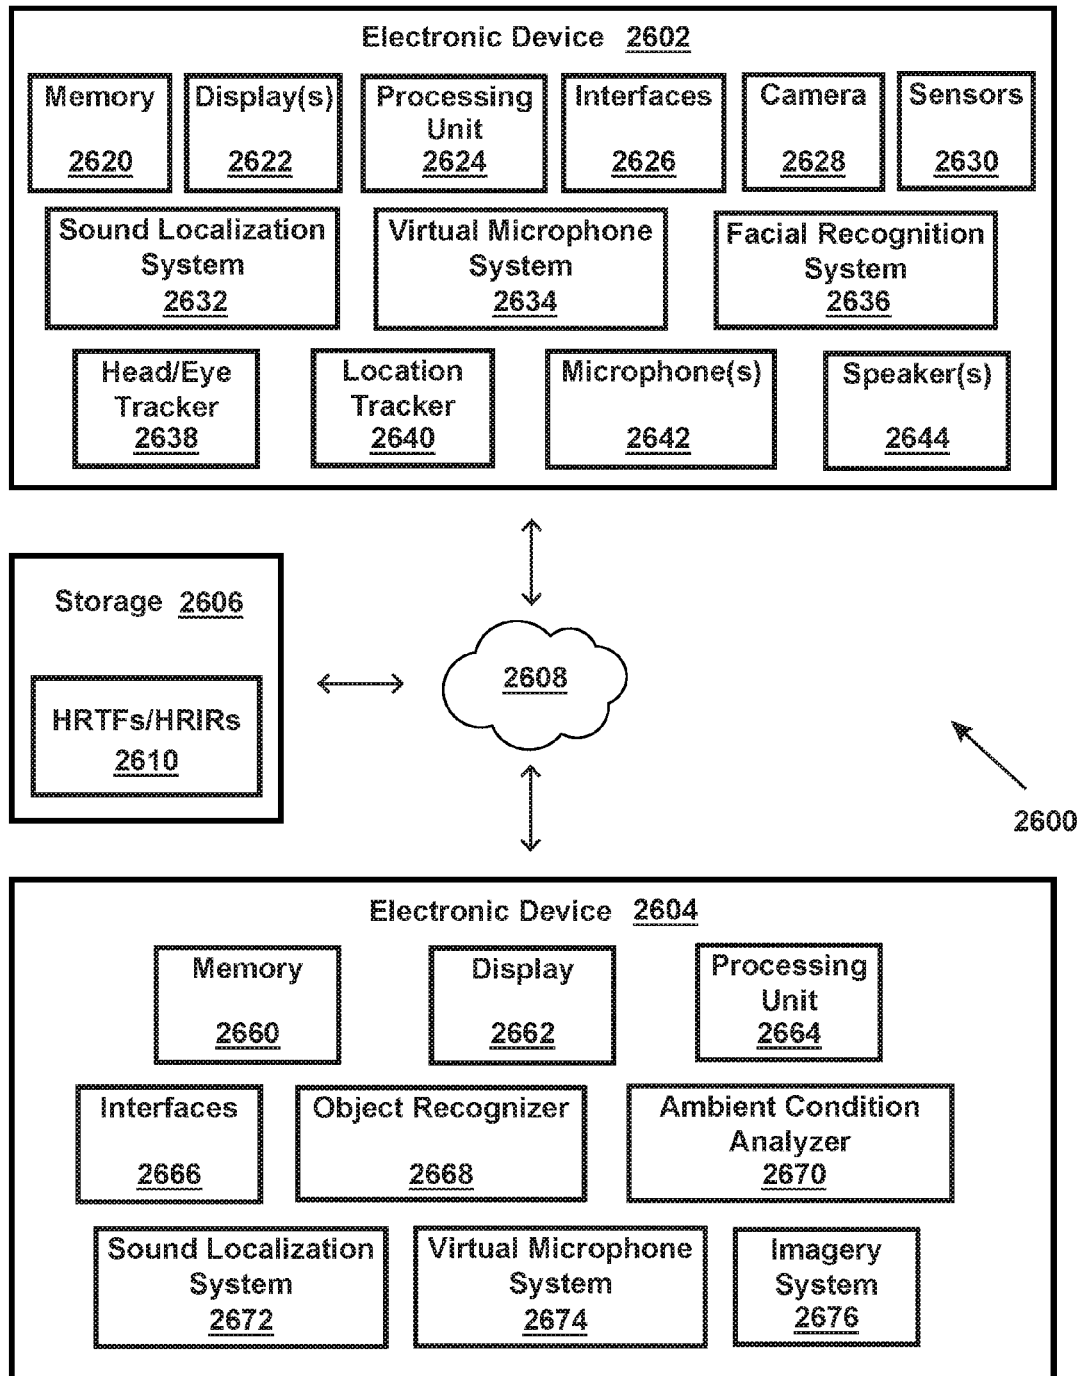 Electronic Device 2602
Memory
2620
Display(s)
2622
Processing
Unit
2624
Interfaces
2626
Camera
2628
Sensors
2630
Sound Localization
System
2632
Virtual Microphone
System
2634
Facial Recognition
System
2636
Head/Eye
Tracker
2638
Location
Tracker
2640
Microphone(s)
2642
Speaker(s)
2644
Storage 2606
HRTFs/HRIRs
2610
2608
2600
Electronic Device 2604
Memory
2660
Display
2662
Processing
Unit
2664
Interfaces
2666
Object Recognizer
2668
Ambient Condition
Analyzer
2670
Sound Localization
System
2672
Virtual Microphone
System
2674
Imagery
System
2676